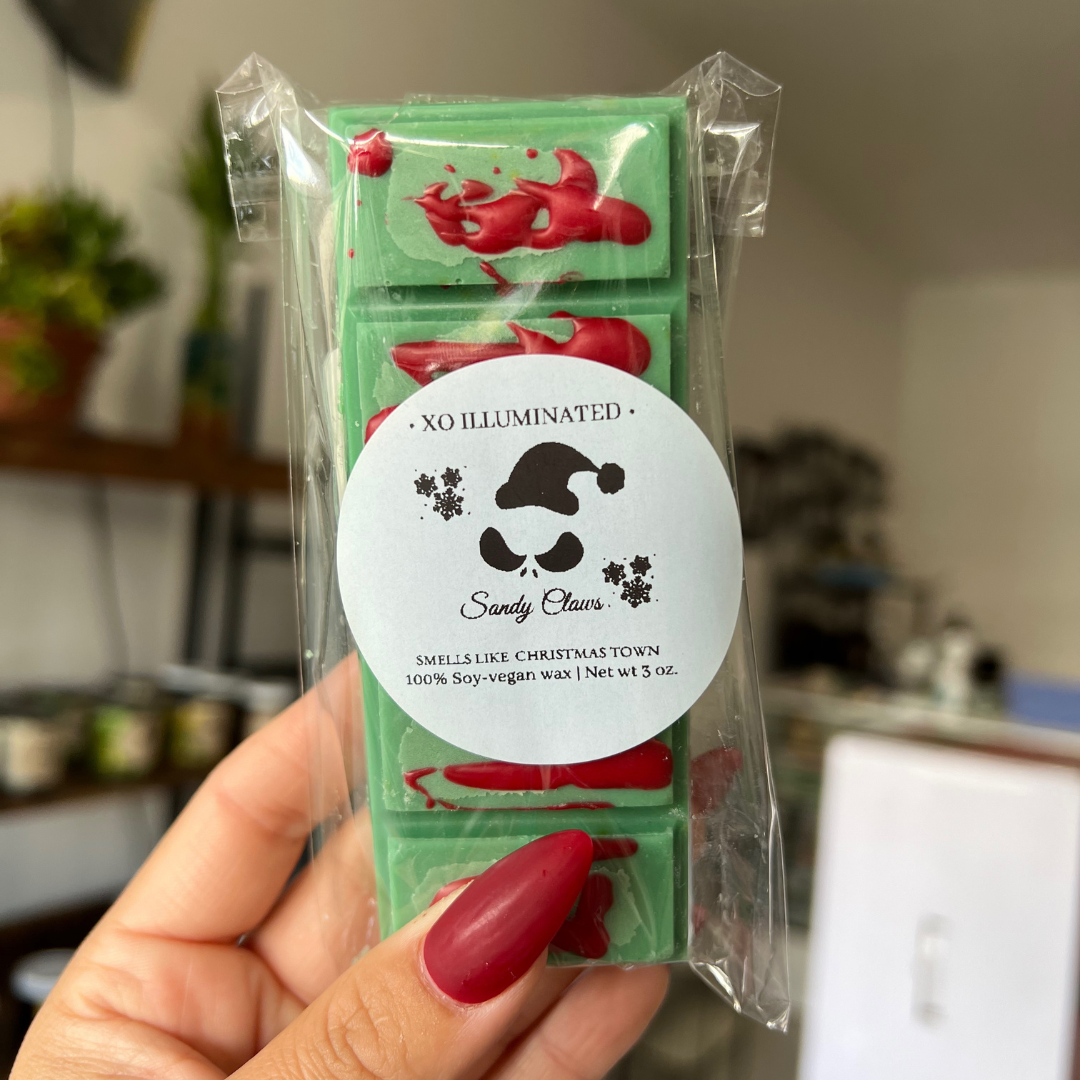 · XO ILLUMINATED ·
Sandy Claws
SMELLS LIKE CHRISTMAS TOWN
100% Soy-vegan wax | Net wt 3 oz.